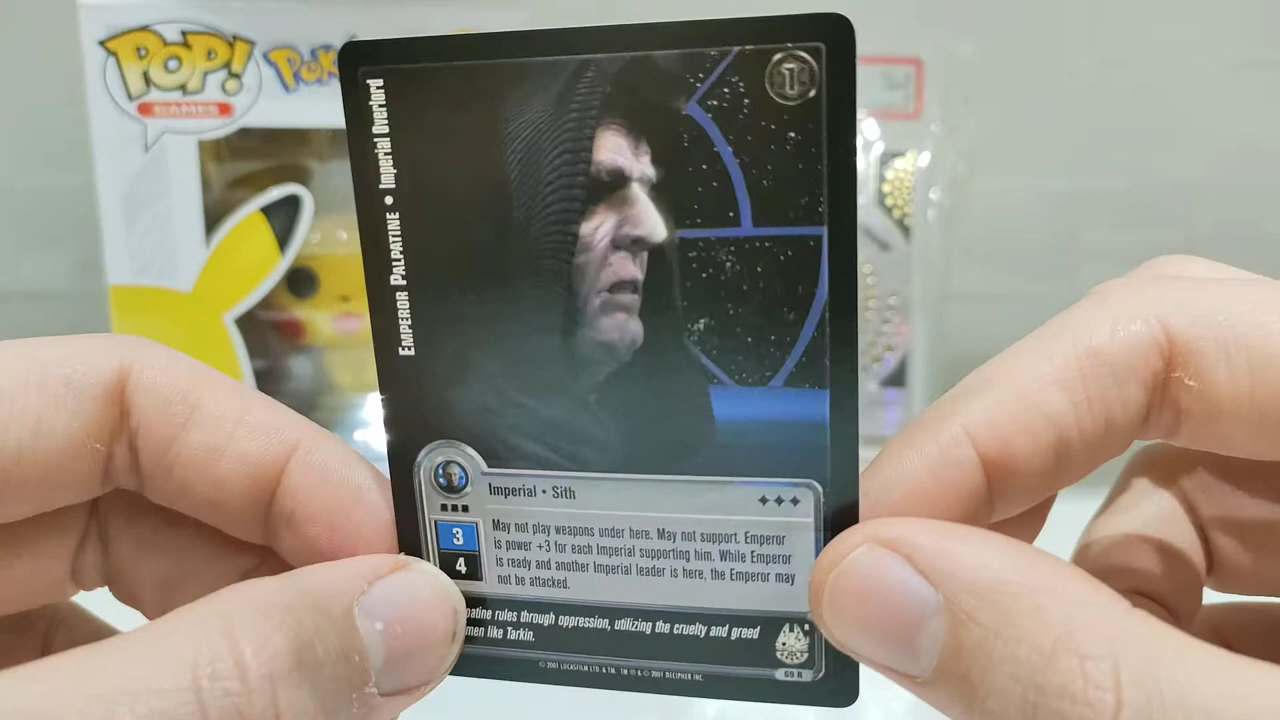 POP!
GAMES
POK
1
EMPEROR PALPATINE • Imperial Overlord
Imperial • Sith
3
4
May not play weapons under here. May not support. Emperor
is power +3 for each Imperial supporting him. While Emperor
is ready and another Imperial leader is here, the Emperor may
not be attacked.
patine rules through oppression, utilizing the cruelty and greed
men like Tarkin.
© 2001 LUCASFILM LTD. & TM. TM ® & © 2001 DECIPHER INC.
69 R